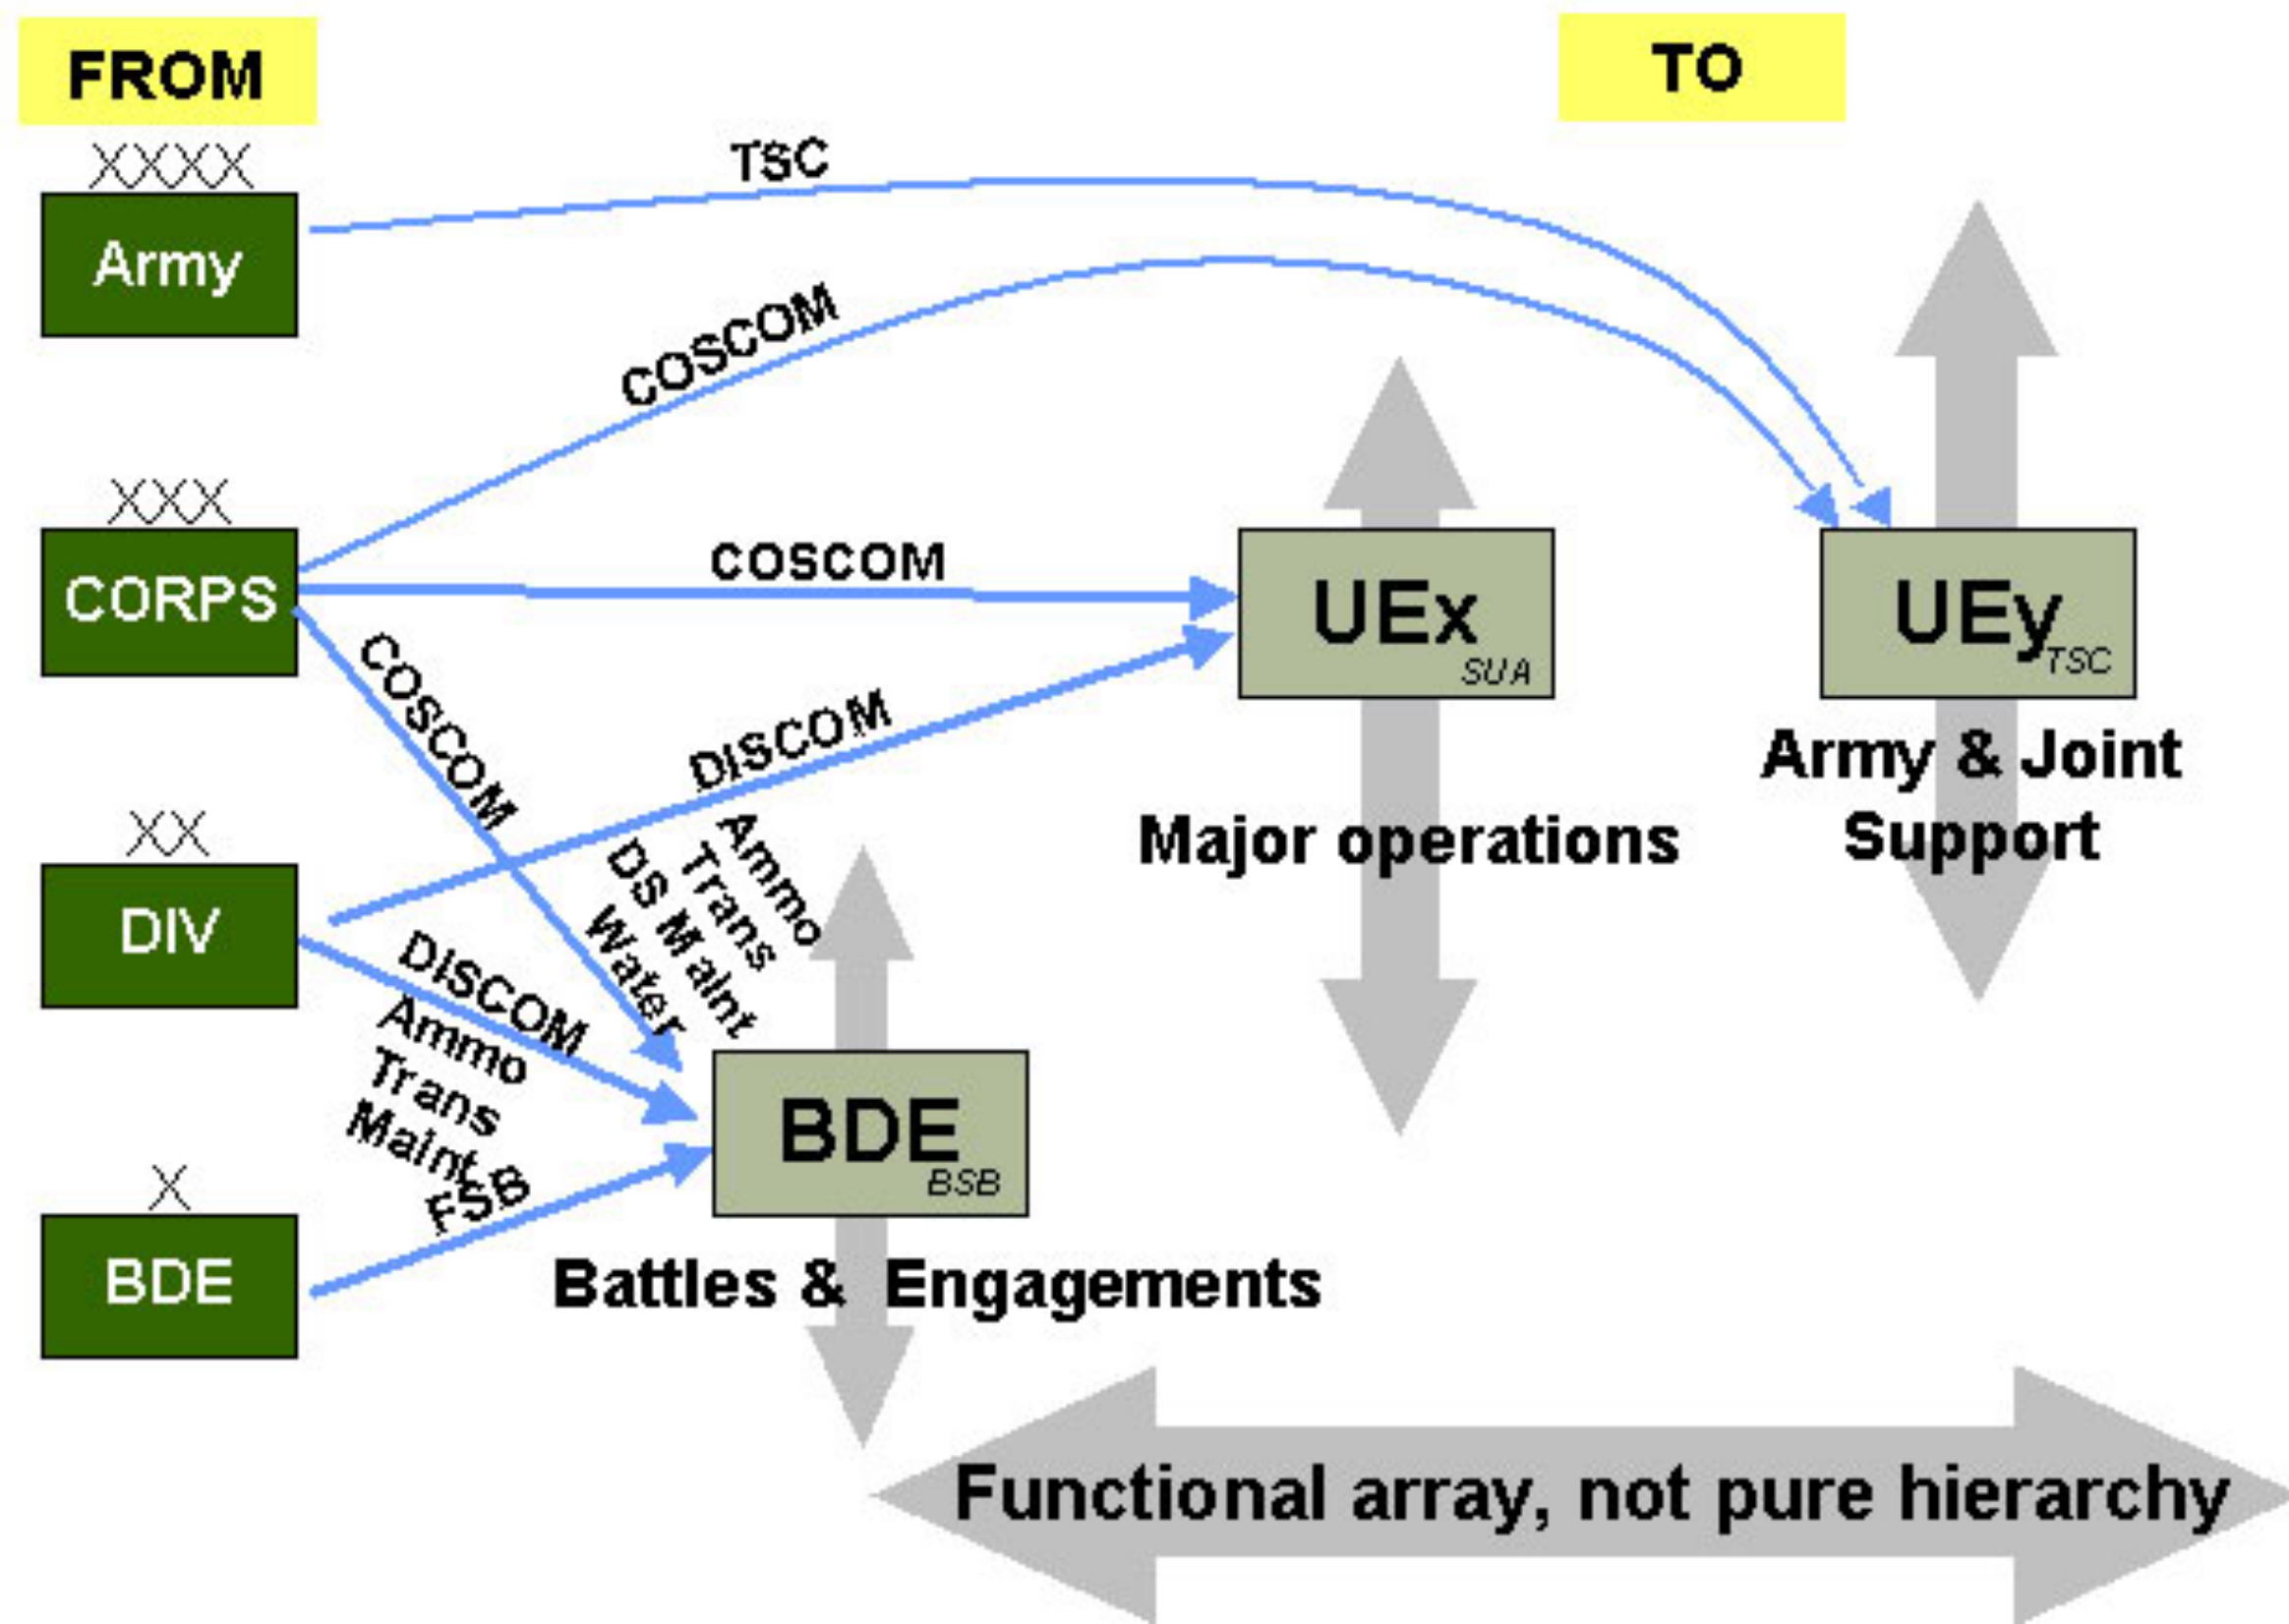 FROM
TO
XXXX
Army
TSC
COSCOM
XXX
CORPS
COSCOM
UEx
SUA
UEy
TSC
COSCOM
DISCOM
Army & Joint
Support
Major operations
XX
DIV
Ammo
Trans
DS Maint
Water
DISCOM
Ammo
Trans
Maint
FSB
BDE
BSB
X
BDE
Battles & Engagements
Functional array, not pure hierarchy